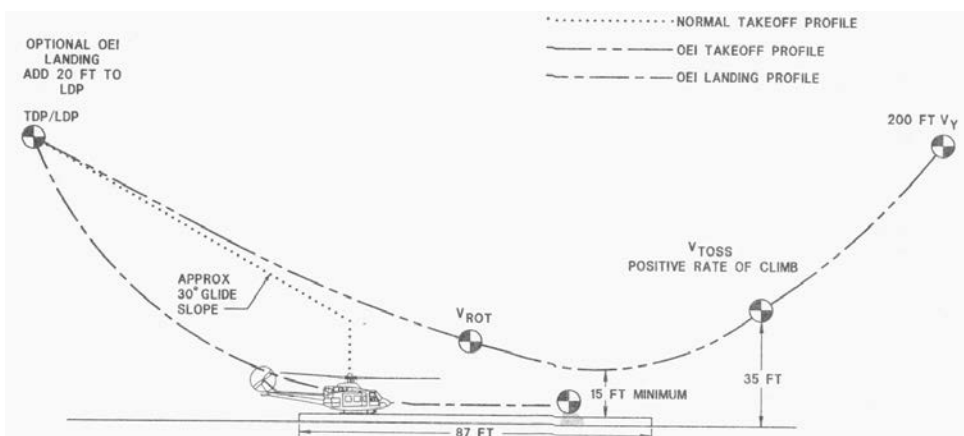 NORMAL TAKEOFF PROFILE
OEI TAKEOFF PROFILE
OEI LANDING PROFILE
OPTIONAL OEI
LANDING
ADD 20 FT TO
LDP
TDP/LDP
200 FT VY
VTOSS
POSITIVE RATE OF CLIMB
APPROX
30° GLIDE
SLOPE
VROT
15 FT MINIMUM
35 FT
87 FT